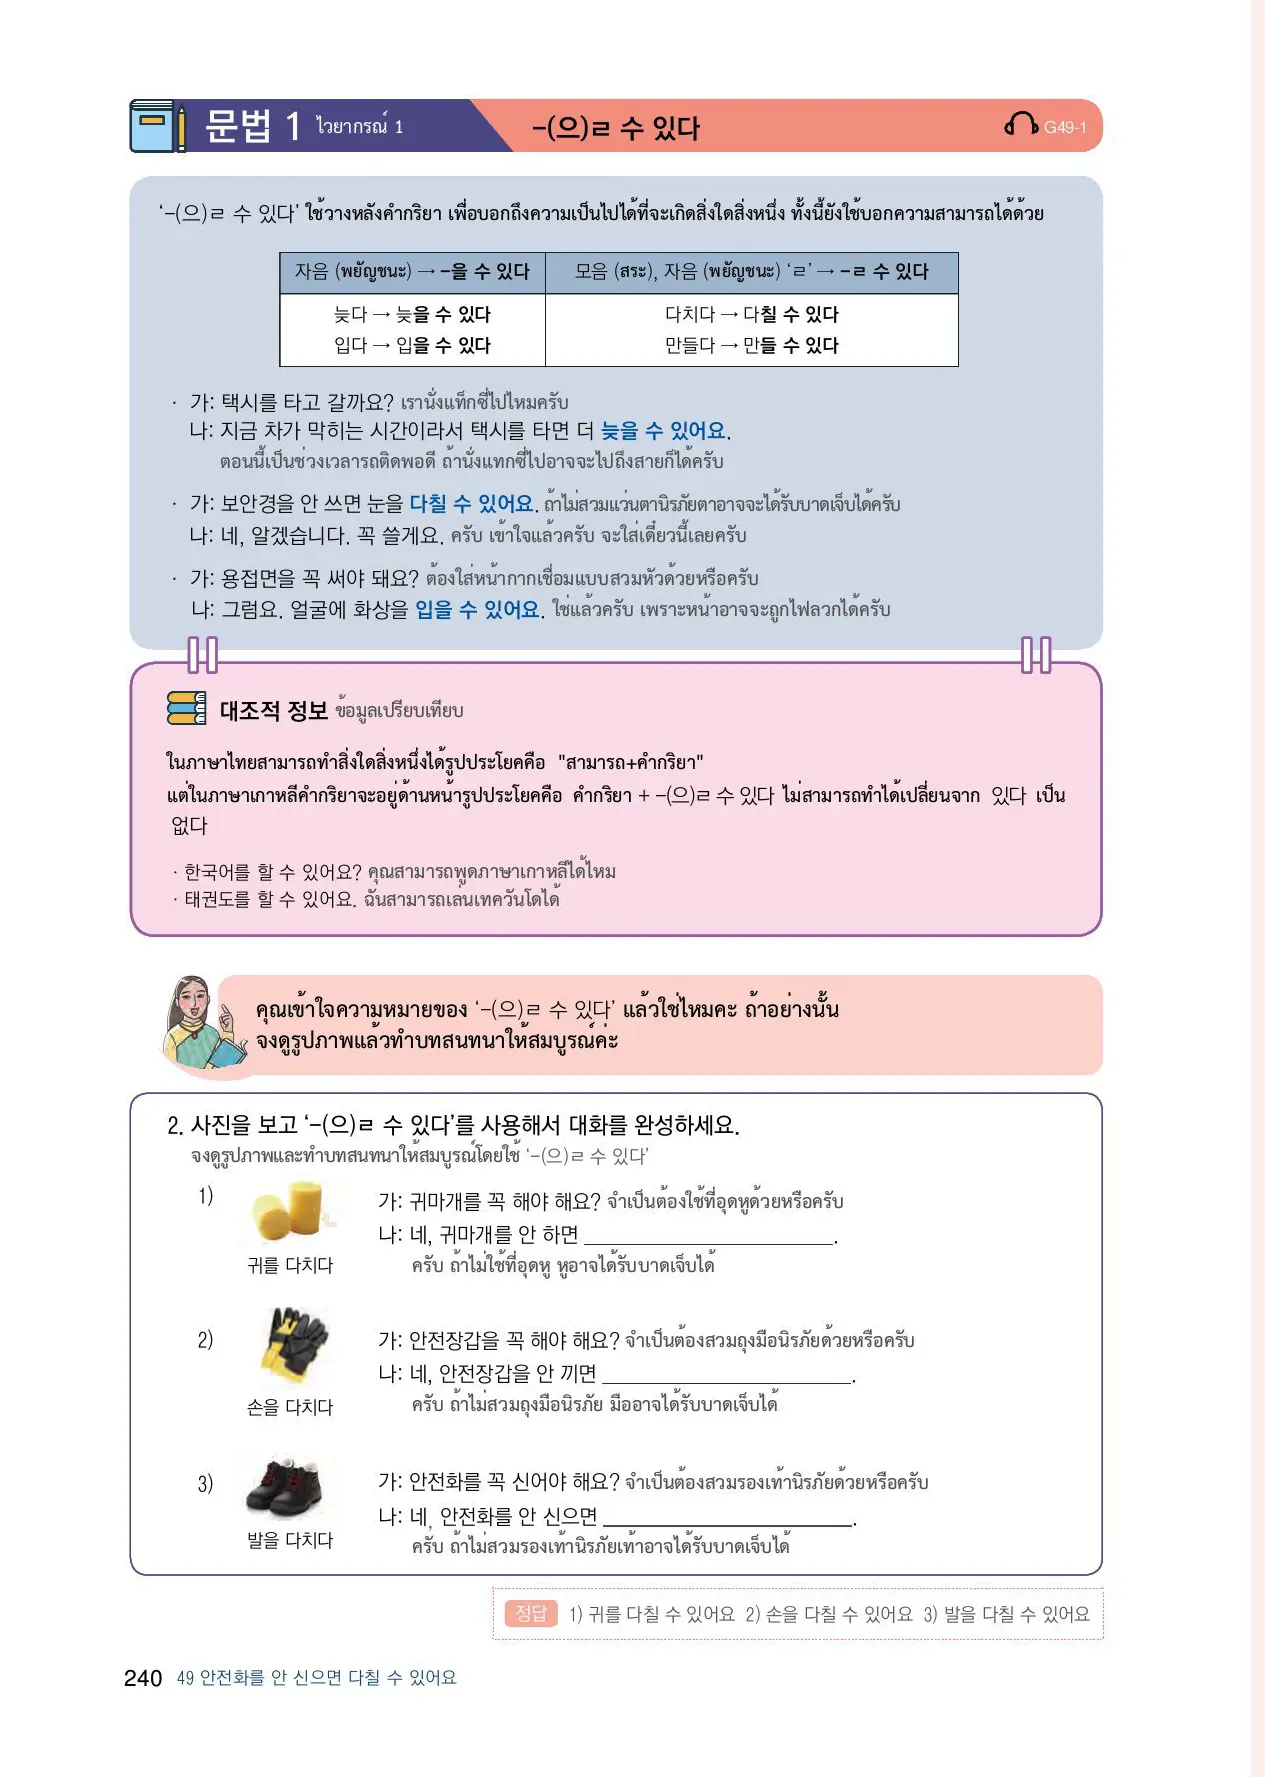 문법 1 ไวยากรณ์ 1 -(으)ㄹ 수 있다 G49-1
‘-(으)ㄹ 수 있다’ ใช้วางหลังคำกริยา เพื่อบอกถึงความเป็นไปได้ที่จะเกิดสิ่งใดสิ่งหนึ่ง ทั้งนี้ยังใช้บอกความสามารถได้ด้วย
자음 (พยัญชนะ) → -을 수 있다 모음 (สระ), 자음 (พยัญชนะ) ‘ㄹ’ → -ㄹ 수 있다
늦다 → 늦을 수 있다 다치다 → 다칠 수 있다
입다 → 입을 수 있다 만들다 → 만들 수 있다
· 가: 택시를 타고 갈까요? เรานั่งแท็กซี่ไปไหมครับ
나: 지금 차가 막히는 시간이라서 택시를 타면 더 늦을 수 있어요.
ตอนนี้เป็นช่วงเวลารถติดพอดี ถ้านั่งแทกซี่ไปอาจจะไปถึงสายก็ได้ครับ
· 가: 보안경을 안 쓰면 눈을 다칠 수 있어요. ถ้าไม่สวมแว่นตานิรภัยตาอาจจะได้รับบาดเจ็บได้ครับ
나: 네, 알겠습니다. 꼭 쓸게요. ครับ เข้าใจแล้วครับ จะใส่เดี๋ยวนี้เลยครับ
· 가: 용접면을 꼭 써야 돼요? ต้องใส่หน้ากากเชื่อมแบบสวมหัวด้วยหรือครับ
나: 그럼요. 얼굴에 화상을 입을 수 있어요. ใช่แล้วครับ เพราะหน้าอาจจะถูกไฟลวกได้ครับ
대조적 정보 ข้อมูลเปรียบเทียบ
ในภาษาไทยสามารถทำสิ่งใดสิ่งหนึ่งได้รูปประโยคคือ "สามารถ+คำกริยา"
แต่ในภาษาเกาหลีคำกริยาจะอยู่ด้านหน้ารูปประโยคคือ คำกริยา + -(으)ㄹ 수 있다 ไม่สามารถทำได้เปลี่ยนจาก 있다 เป็น
없다
· 한국어를 할 수 있어요? คุณสามารถพูดภาษาเกาหลีได้ไหม
· 태권도를 할 수 있어요. ฉันสามารถเล่นเทควันโดได้
คุณเข้าใจความหมายของ ‘-(으)ㄹ 수 있다’ แล้วใช่ไหมคะ ถ้าอย่างนั้น
จงดูรูปภาพแล้วทำบทสนทนาให้สมบูรณ์ค่ะ
2. 사진을 보고 ‘-(으)ㄹ 수 있다’를 사용해서 대화를 완성하세요.
จงดูรูปภาพและทำบทสนทนาให้สมบูรณ์โดยใช้ ‘-(으)ㄹ 수 있다’
1)
귀를 다치다
가: 귀마개를 꼭 해야 해요? จำเป็นต้องใช้ที่อุดหูด้วยหรือครับ
나: 네, 귀마개를 안 하면 ____________________.
ครับ ถ้าไม่ใช้ที่อุดหู หูอาจได้รับบาดเจ็บได้
2)
손을 다치다
가: 안전장갑을 꼭 해야 해요? จำเป็นต้องสวมถุงมือนิรภัยด้วยหรือครับ
나: 네, 안전장갑을 안 끼면 ____________________.
ครับ ถ้าไม่สวมถุงมือนิรภัย มืออาจได้รับบาดเจ็บได้
3)
발을 다치다
가: 안전화를 꼭 신어야 해요? จำเป็นต้องสวมรองเท้านิรภัยด้วยหรือครับ
나: 네, 안전화를 안 신으면 ____________________.
ครับ ถ้าไม่สวมรองเท้านิรภัยเท้าอาจได้รับบาดเจ็บได้
정답 1) 귀를 다칠 수 있어요 2) 손을 다칠 수 있어요 3) 발을 다칠 수 있어요
240 49 안전화를 안 신으면 다칠 수 있어요